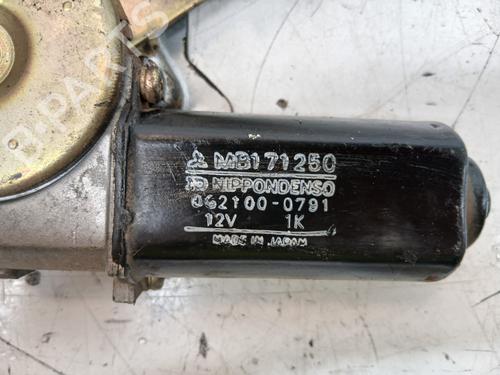 B-PARTS
MB171250
NIPPONDENSO
062100-0791
12V 1K
MADE IN JAPAN